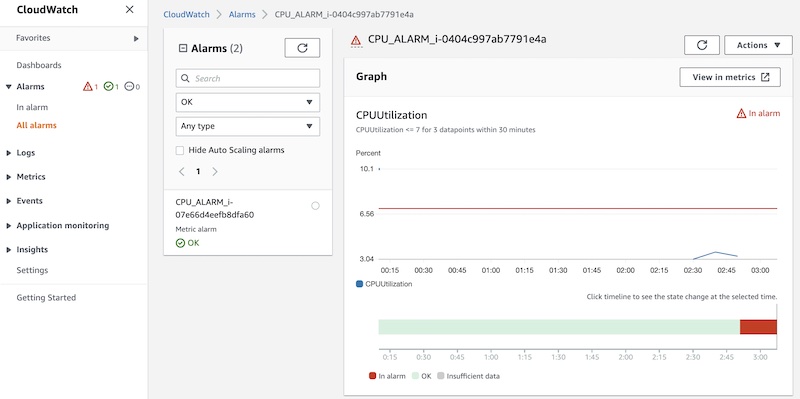 CloudWatch
Favorites
Dashboards
Alarms 1 1 0
In alarm
All alarms
Logs
Metrics
Events
Application monitoring
Insights
Settings
Getting Started
CloudWatch > Alarms > CPU_ALARM_i-0404c997ab7791e4a
Alarms (2)
Search
OK
Any type
Hide Auto Scaling alarms
1
CPU_ALARM_i-
07e66d4eefb8dfa60
Metric alarm
OK
CPU_ALARM_i-0404c997ab7791e4a
Actions
Graph
View in metrics
CPUUtilization
In alarm
CPUUtilization <= 7 for 3 datapoints within 30 minutes
Percent
10.1
6.56
3.04
00:15 00:30 00:45 01:00 01:15 01:30 01:45 02:00 02:15 02:30 02:45 03:00
CPUUtilization
Click timeline to see the state change at the selected time.
0:15 0:30 0:45 1:00 1:15 1:30 1:45 2:00 2:15 2:30 2:45 3:00
In alarm OK Insufficient data